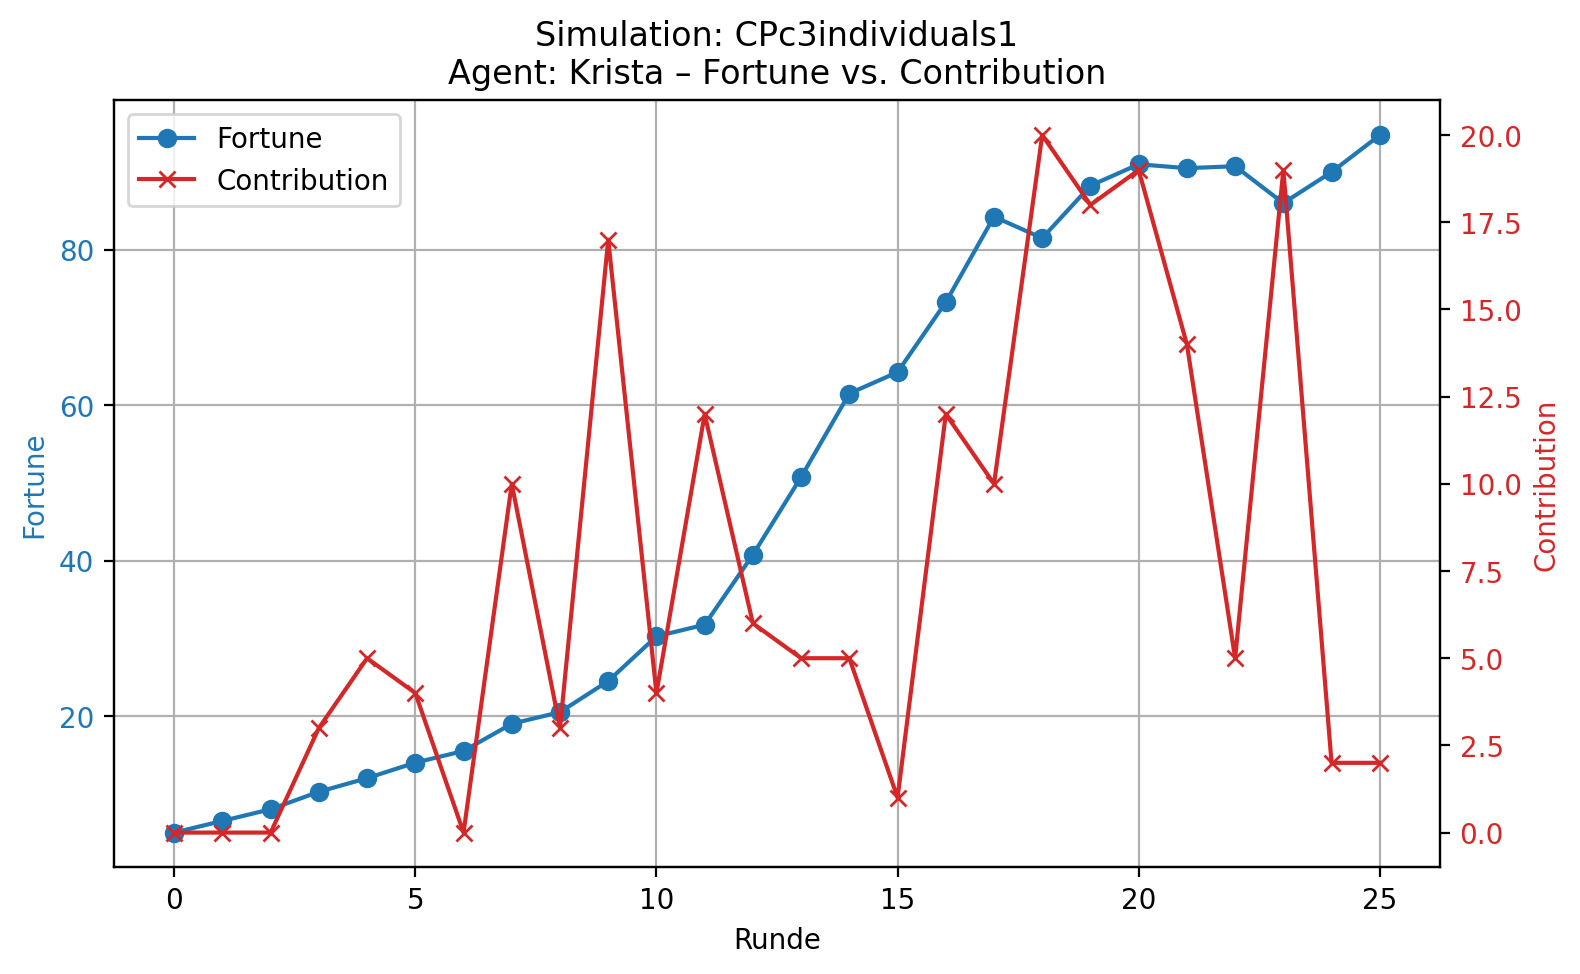 Simulation: CPc3individuals1
Agent: Krista – Fortune vs. Contribution
Fortune
Contribution
80
60
40
20
Fortune
20.0
17.5
15.0
12.5
10.0
7.5
5.0
2.5
0.0
Contribution
0 5 10 15 20 25
Runde